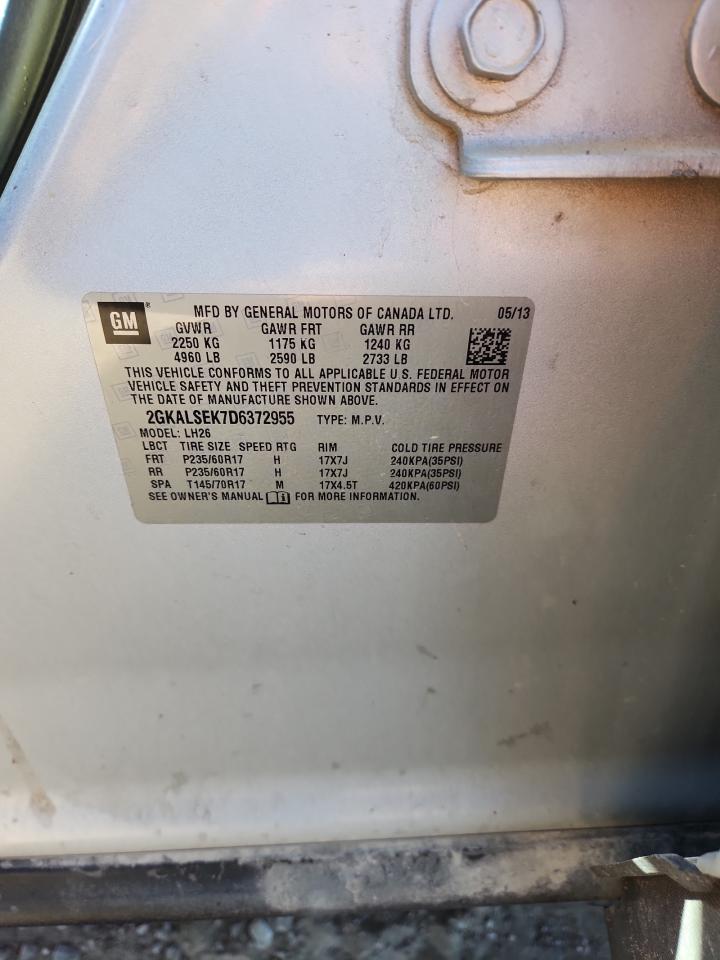 GM® MFD BY GENERAL MOTORS OF CANADA LTD. 05/13
GVWR GAWR FRT GAWR RR
2250 KG 1175 KG 1240 KG
4960 LB 2590 LB 2733 LB
THIS VEHICLE CONFORMS TO ALL APPLICABLE U.S. FEDERAL MOTOR
VEHICLE SAFETY AND THEFT PREVENTION STANDARDS IN EFFECT ON
THE DATE OF MANUFACTURE SHOWN ABOVE.
2GKALSEK7D6372955 TYPE: M.P.V.
MODEL: LH26
LBCT TIRE SIZE SPEED RTG RIM COLD TIRE PRESSURE
FRT P235/60R17 H 17X7J 240KPA(35PSI)
RR P235/60R17 H 17X7J 240KPA(35PSI)
SPA T145/70R17 M 17X4.5T 420KPA(60PSI)
SEE OWNER'S MANUAL FOR MORE INFORMATION.